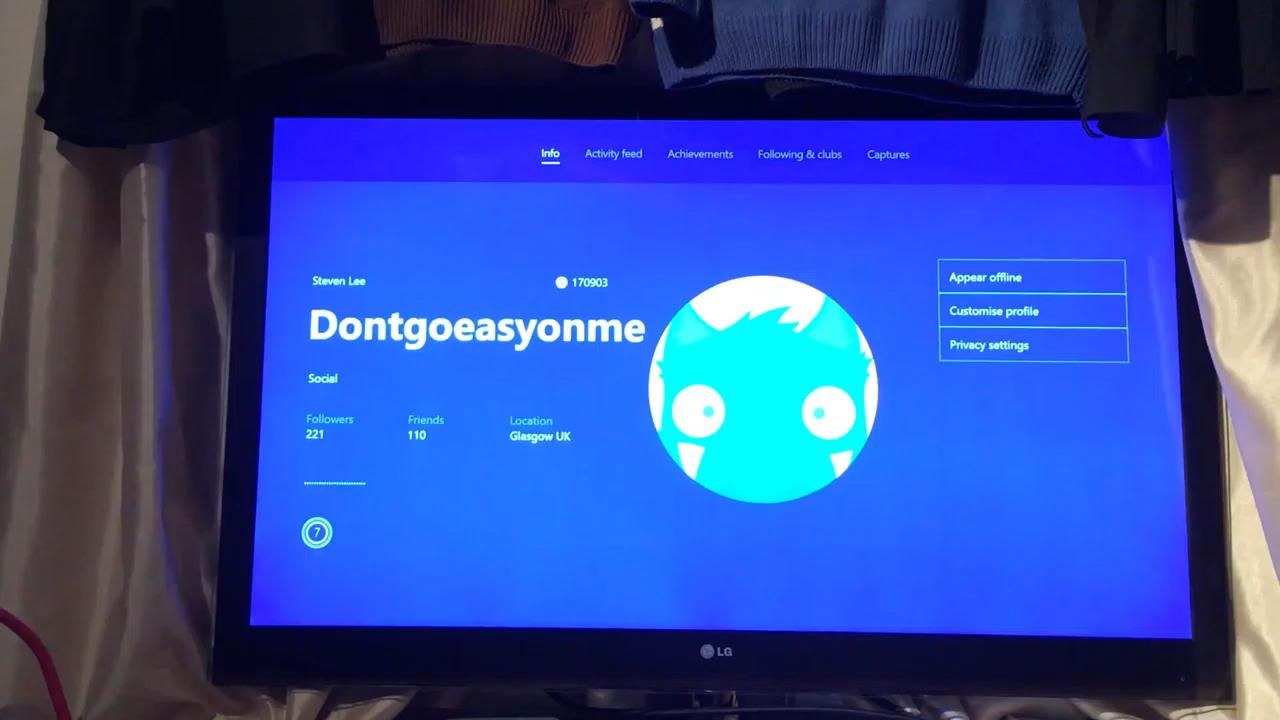 Info Activity feed Achievements Following & clubs Captures
Steven Lee 170903
Dontgoeasyonme
Social
Followers Friends Location
221 110 Glasgow UK
7
Appear offline
Customise profile
Privacy settings
LG